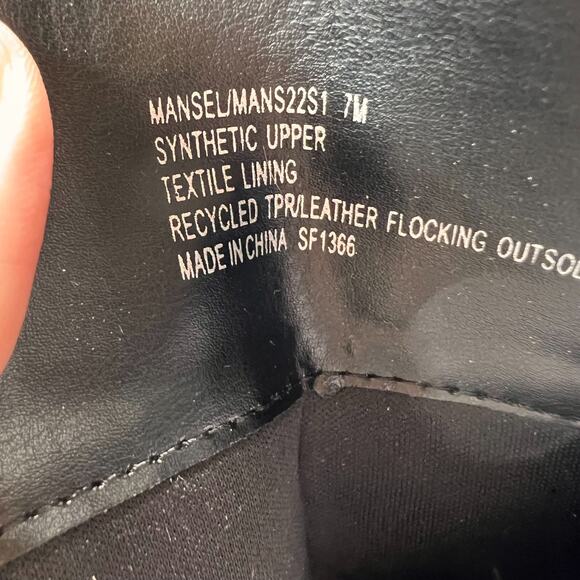 MANSEL/MANS22S1 7M
SYNTHETIC UPPER
TEXTILE LINING
RECYCLED TPR/LEATHER FLOCKING OUTSOL
MADE IN CHINA SF1366